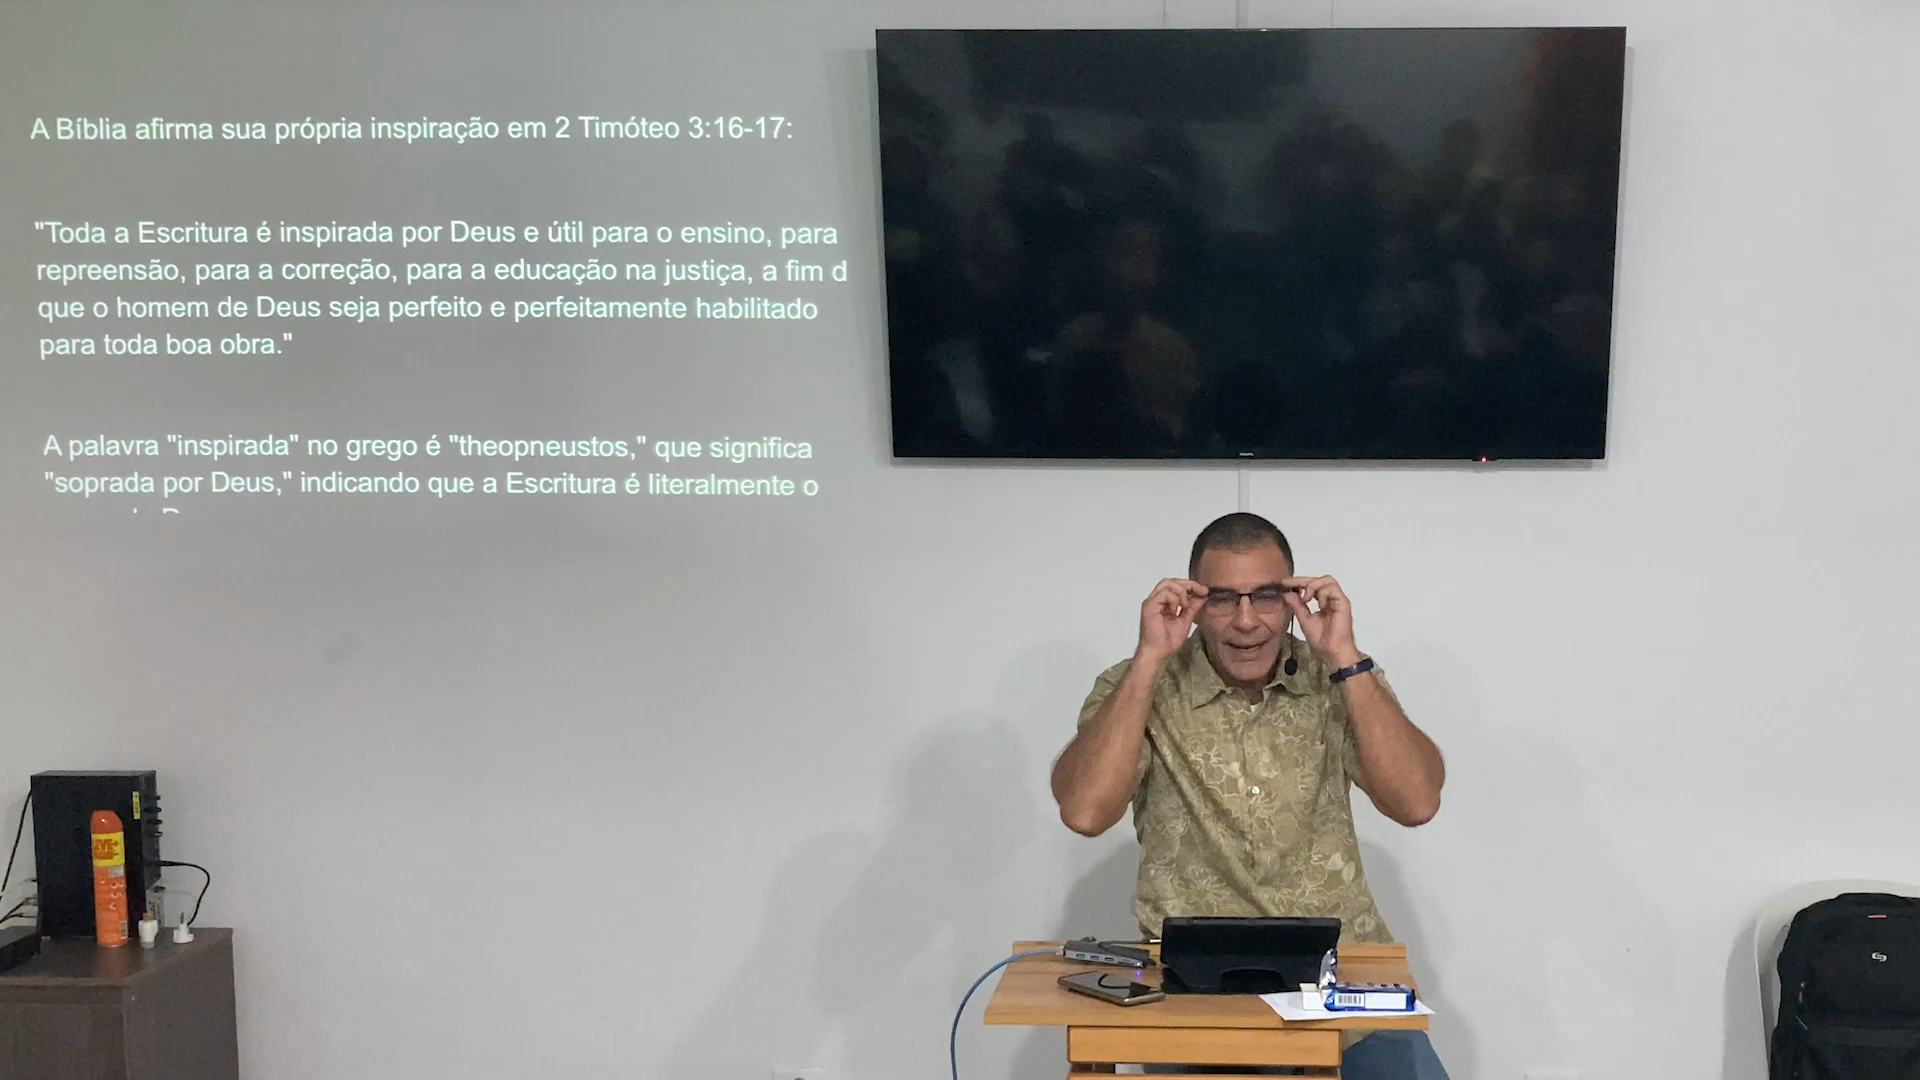 A Bíblia afirma sua própria inspiração em 2 Timóteo 3:16-17:
"Toda a Escritura é inspirada por Deus e útil para o ensino, para
repreensão, para a correção, para a educação na justiça, a fim d
que o homem de Deus seja perfeito e perfeitamente habilitado
para toda boa obra."
A palavra "inspirada" no grego é "theopneustos," que significa
"soprada por Deus," indicando que a Escritura é literalmente o